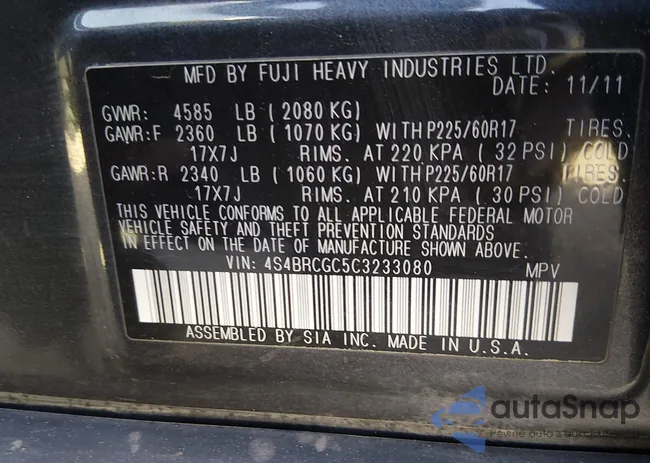 MFD BY FUJI HEAVY INDUSTRIES LTD.
DATE: 11/11
GVWR: 4585 LB ( 2080 KG)
GAWR:F 2360 LB ( 1070 KG) WITH P225/60R17 TIRES.
17X7J RIMS. AT 220 KPA ( 32 PSI) COLD
GAWR:R 2340 LB ( 1060 KG) WITH P225/60R17 TIRES.
17X7J RIMS. AT 210 KPA ( 30 PSI) COLD
THIS VEHICLE CONFORMS TO ALL APPLICABLE FEDERAL MOTOR
VEHICLE SAFETY AND THEFT PREVENTION STANDARDS
IN EFFECT ON THE DATE OF MANUFACTURE SHOWN ABOVE.
VIN: 4S4BRCGC5C3233080 MPV
ASSEMBLED BY SIA INC. MADE IN U.S.A.
autaSnap
Pewne auto z aukcji